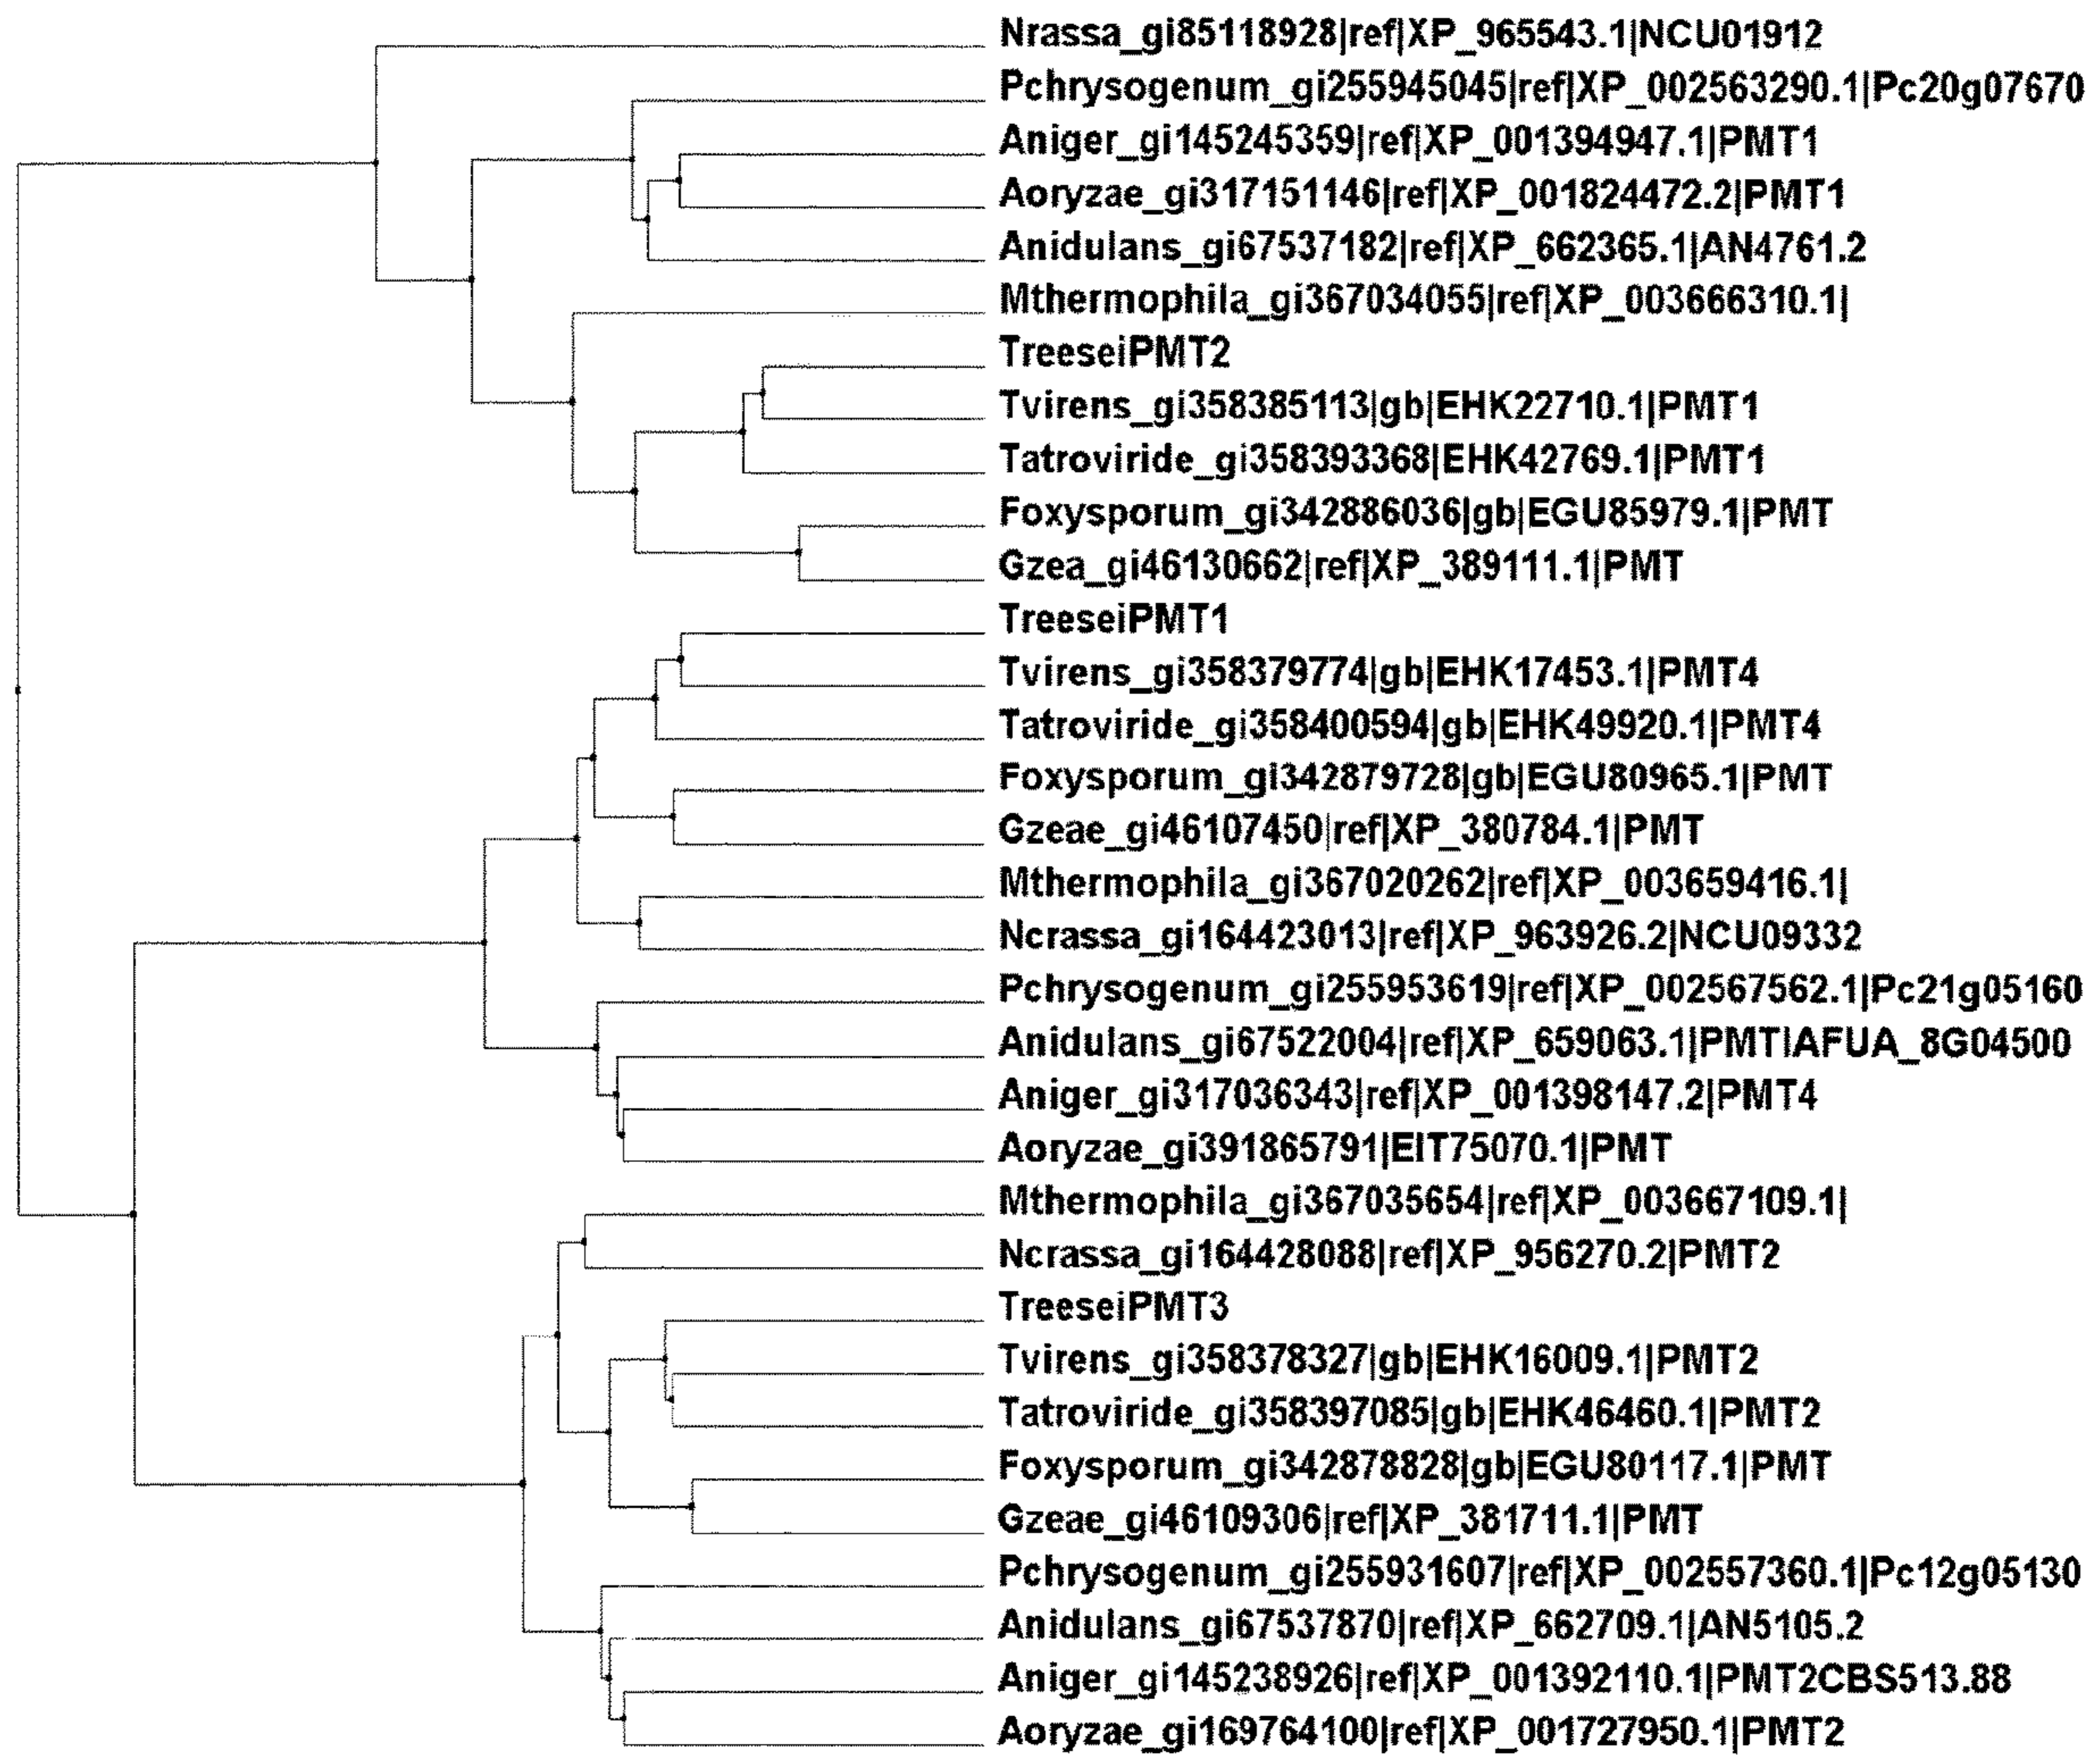 Nrassa_gi85118928|ref|XP_965543.1|NCU01912
Pchrysogenum_gi255945045|ref|XP_002563290.1|Pc20g07670
Aniger_gi145245359|ref|XP_001394947.1|PMT1
Aoryzae_gi317151146|ref|XP_001824472.2|PMT1
Anidulans_gi67537182|ref|XP_662365.1|AN4761.2
Mthermophila_gi367034055|ref|XP_003666310.1|
TreeseiPMT2
Tvirens_gi358385113|gb|EHK22710.1|PMT1
Tatroviride_gi358393368|EHK42769.1|PMT1
Foxysporum_gi342886036|gb|EGU85979.1|PMT
Gzea_gi46130662|ref|XP_389111.1|PMT
TreeseiPMT1
Tvirens_gi358379774|gb|EHK17453.1|PMT4
Tatroviride_gi358400594|gb|EHK49920.1|PMT4
Foxysporum_gi342879728|gb|EGU80965.1|PMT
Gzeae_gi46107450|ref|XP_380784.1|PMT
Mthermophila_gi367020262|ref|XP_003659416.1|
Ncrassa_gi164423013|ref|XP_963926.2|NCU09332
Pchrysogenum_gi255953619|ref|XP_002567562.1|Pc21g05160
Anidulans_gi67522004|ref|XP_659063.1|PMT|AFUA_8G04500
Aniger_gi317036343|ref|XP_001398147.2|PMT4
Aoryzae_gi391865791|EIT75070.1|PMT
Mthermophila_gi367035654|ref|XP_003667109.1|
Ncrassa_gi164428088|ref|XP_956270.2|PMT2
TreeseiPMT3
Tvirens_gi358378327|gb|EHK16009.1|PMT2
Tatroviride_gi358397085|gb|EHK46460.1|PMT2
Foxysporum_gi342878828|gb|EGU80117.1|PMT
Gzeae_gi46109306|ref|XP_381711.1|PMT
Pchrysogenum_gi255931607|ref|XP_002557360.1|Pc12g05130
Anidulans_gi67537870|ref|XP_662709.1|AN5105.2
Aniger_gi145238926|ref|XP_001392110.1|PMT2CBS513.88
Aoryzae_gi169764100|ref|XP_001727950.1|PMT2